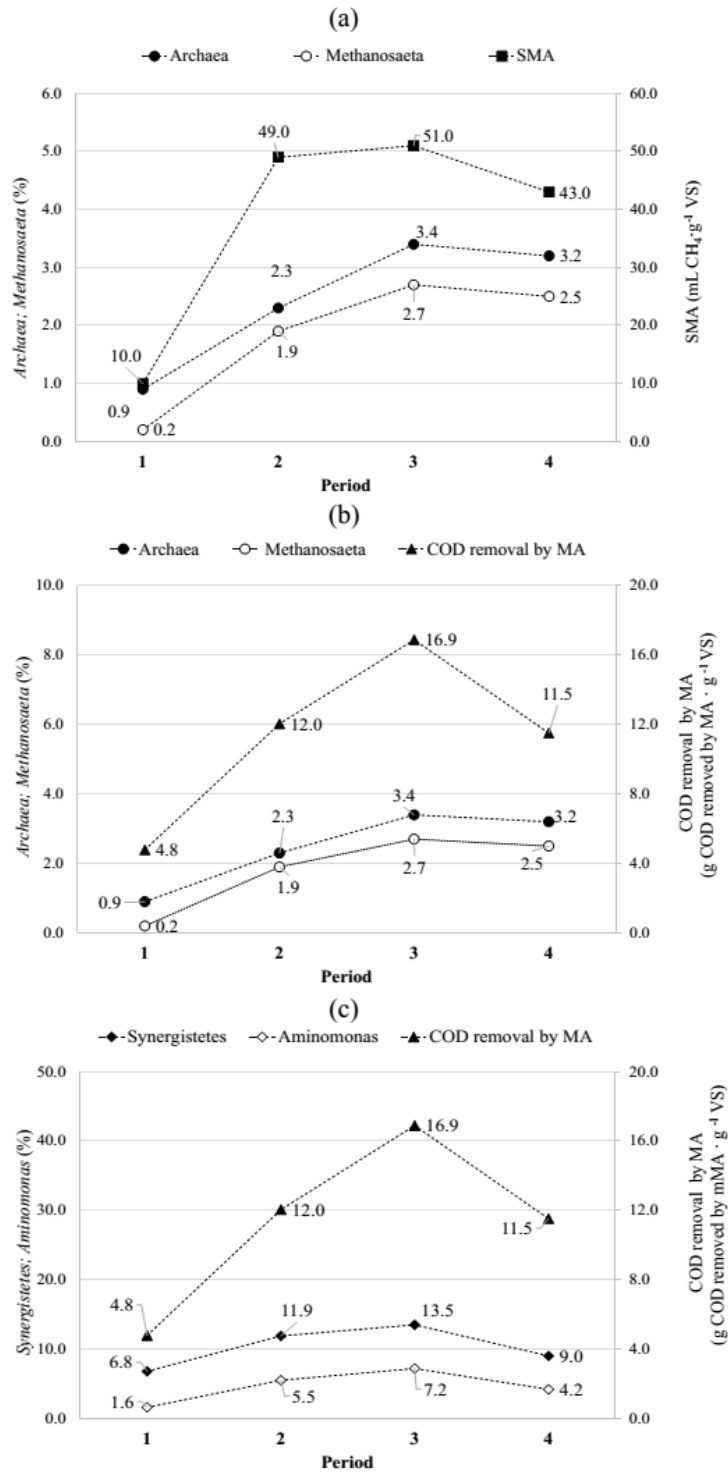 (a)
Archaea Methanosaeta SMA
6.0 60.0
5.0 50.0
4.0 40.0
3.0 30.0
2.0 20.0
1.0 10.0
0.0 0.0
Archaea; Methanosaeta (%)
SMA (mL CH₄·g⁻¹ VS)
49.0 51.0
43.0
3.4
2.3 3.2
2.7 2.5
10.0 1.9
0.9 0.2
1 2 3 4
Period
(b)
Archaea Methanosaeta COD removal by MA
10.0 20.0
8.0 16.0
6.0 12.0
4.0 8.0
2.0 4.0
0.0 0.0
Archaea; Methanosaeta (%)
COD removal by MA
(g COD removed by MA · g⁻¹ VS)
16.9
12.0 11.5
3.4
2.3 3.2
4.8
2.7 2.5
0.9 1.9
0.2
1 2 3 4
Period
(c)
Synergistetes Aminomonas COD removal by MA
50.0 20.0
40.0 16.0
30.0 12.0
20.0 8.0
10.0 4.0
0.0 0.0
Synergistetes; Aminomonas (%)
COD removal by MA
(g COD removed by mMA · g⁻¹ VS)
16.9
12.0 11.5
4.8 11.9 13.5
6.8 9.0
1.6 5.5 7.2 4.2
1 2 3 4
Period